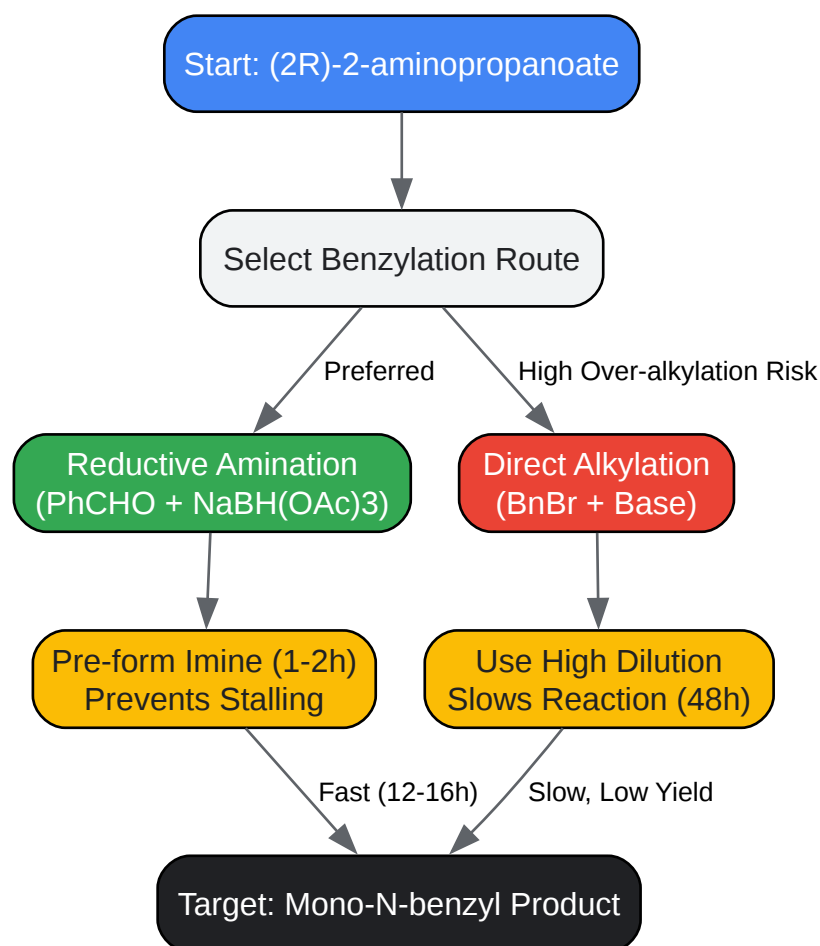 Start: (2R)-2-aminopropanoate
Select Benzylation Route
Preferred
High Over-alkylation Risk
Reductive Amination
(PhCHO + NaBH(OAc)3)
Direct Alkylation
(BnBr + Base)
Pre-form Imine (1-2h)
Prevents Stalling
Use High Dilution
Slows Reaction (48h)
Fast (12-16h)
Slow, Low Yield
Target: Mono-N-benzyl Product